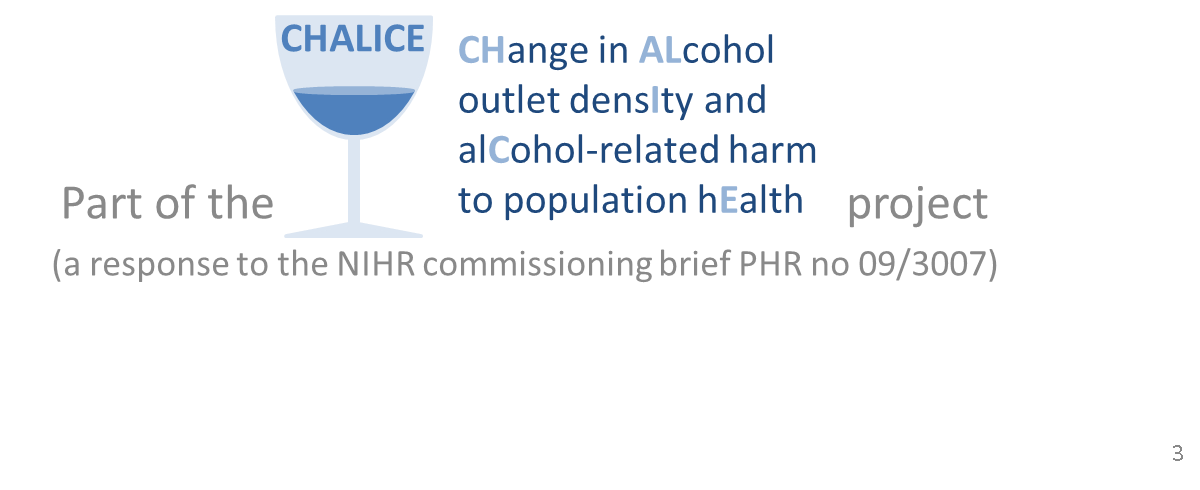 CHALICE
CHange in ALcohol
outlet densIty and
alCohol-related harm
to population hEalth
Part of the
project
(a response to the NIHR commissioning brief PHR no 09/3007)
3